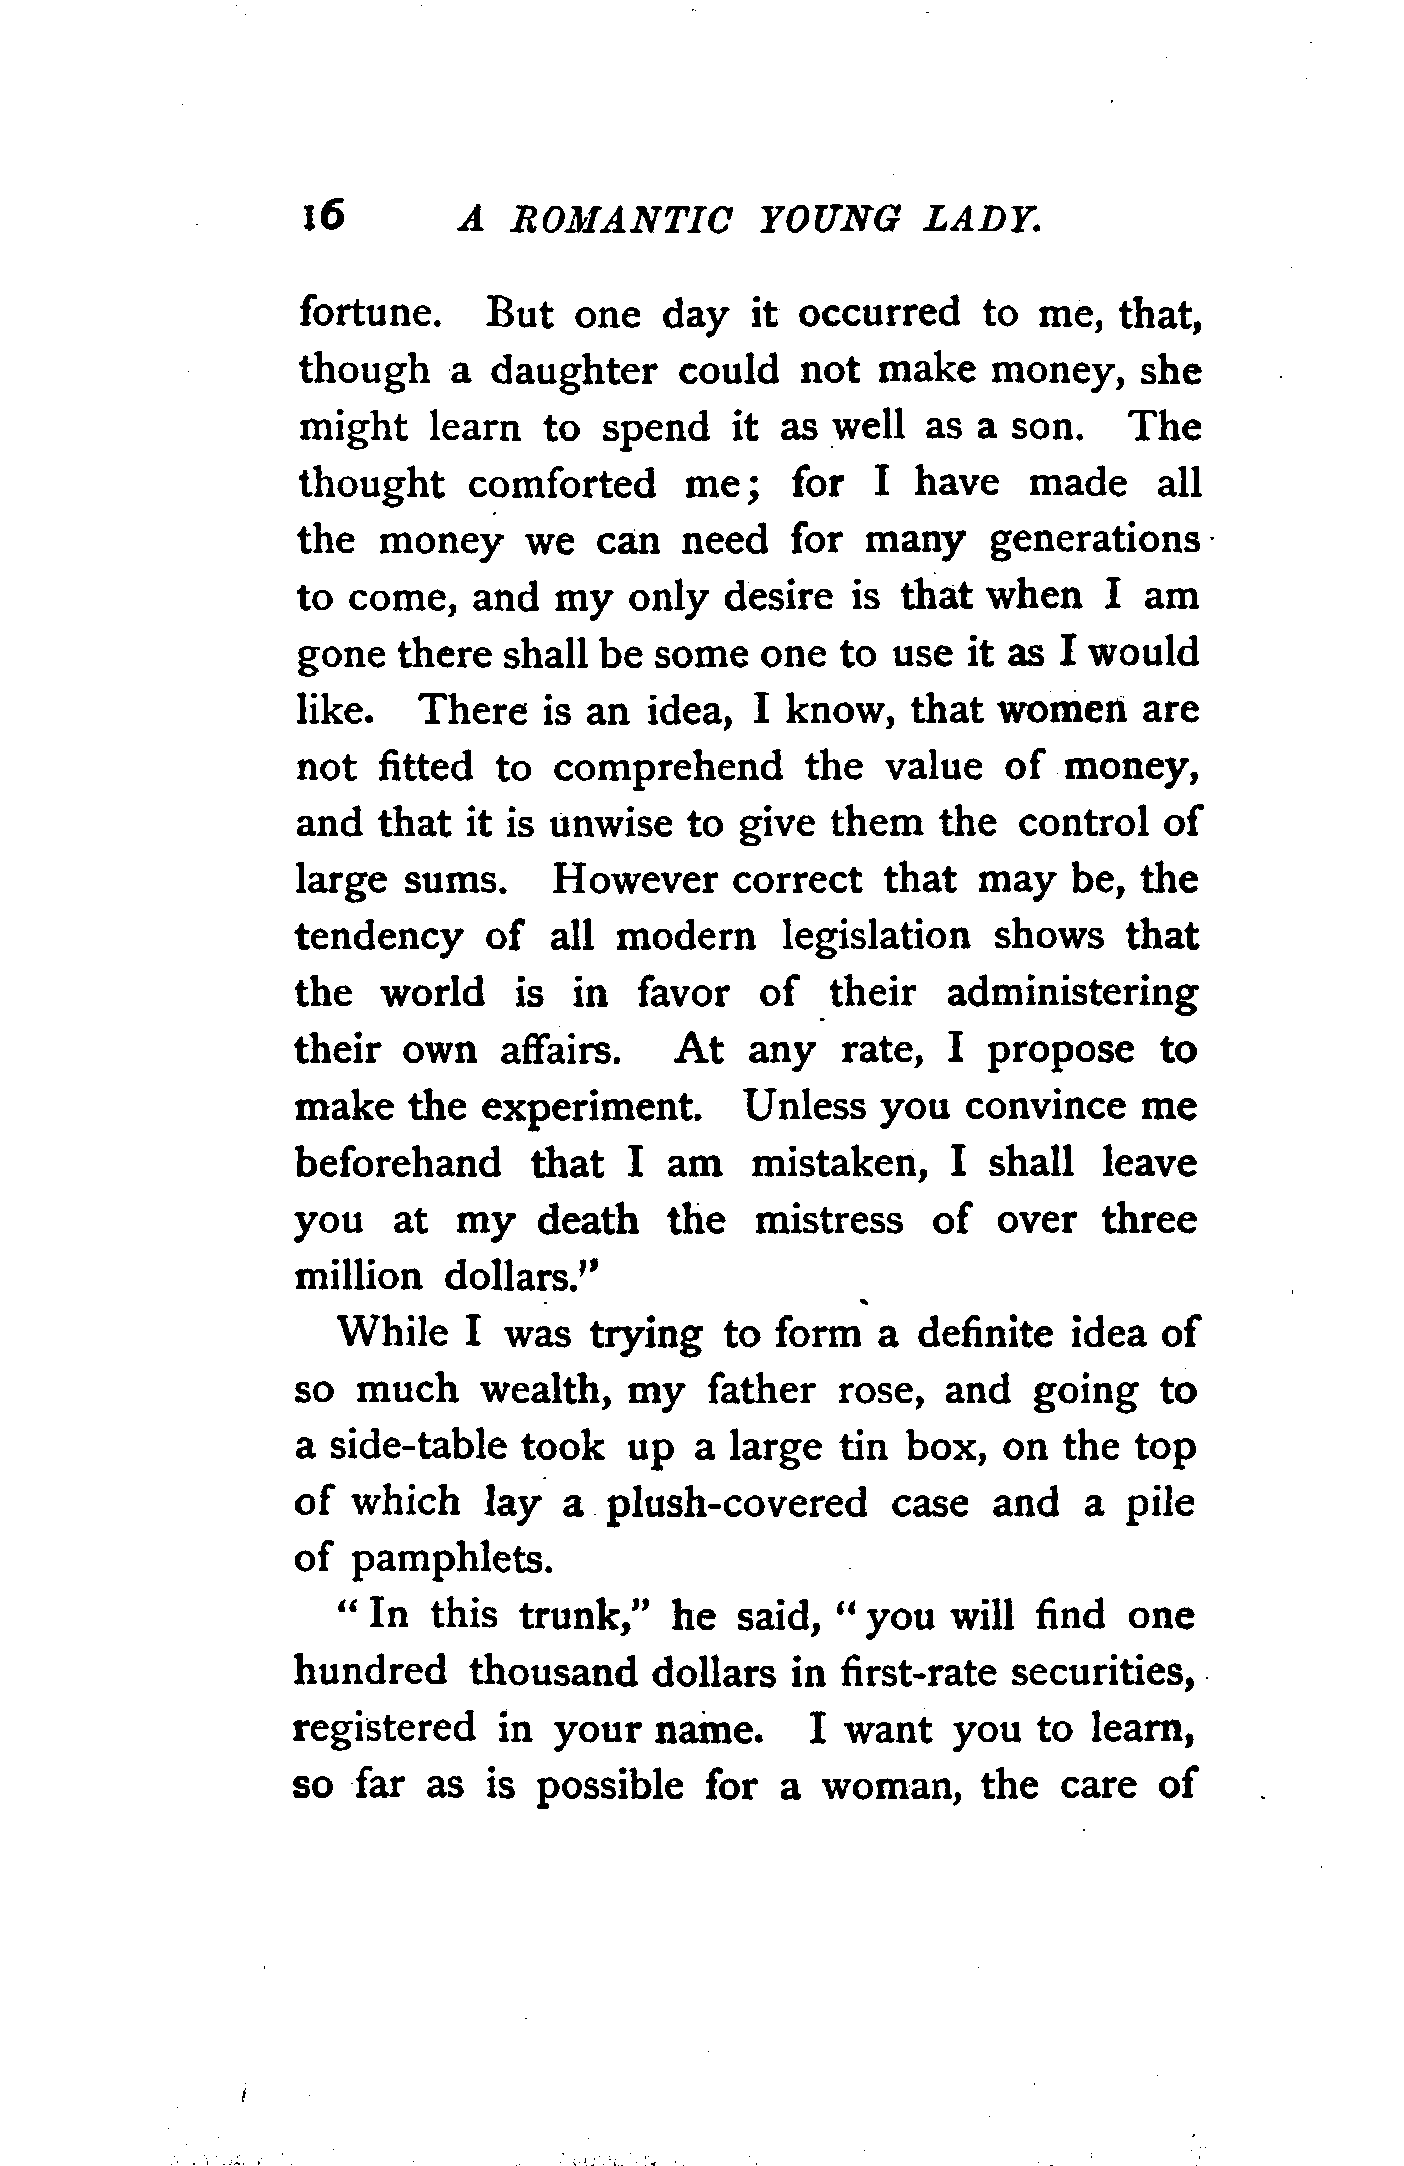 16 A ROMANTIC YOUNG LADY.
fortune. But one day it occurred to me, that,
though a daughter could not make money, she
might learn to spend it as well as a son. The
thought comforted me; for I have made all
the money we can need for many generations
to come, and my only desire is that when I am
gone there shall be some one to use it as I would
like. There is an idea, I know, that women are
not fitted to comprehend the value of money,
and that it is unwise to give them the control of
large sums. However correct that may be, the
tendency of all modern legislation shows that
the world is in favor of their administering
their own affairs. At any rate, I propose to
make the experiment. Unless you convince me
beforehand that I am mistaken, I shall leave
you at my death the mistress of over three
million dollars."
While I was trying to form a definite idea of
so much wealth, my father rose, and going to
a side-table took up a large tin box, on the top
of which lay a plush-covered case and a pile
of pamphlets.
"In this trunk," he said, "you will find one
hundred thousand dollars in first-rate securities,
registered in your name. I want you to learn,
so far as is possible for a woman, the care of